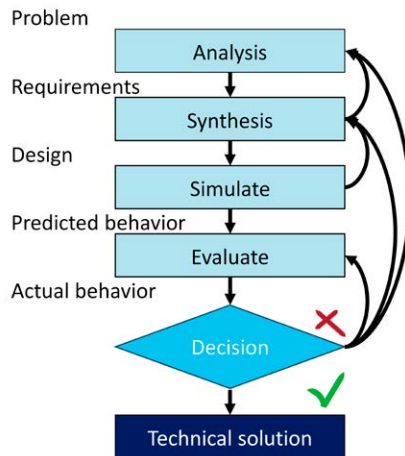 Problem
Analysis
Requirements
Synthesis
Design
Simulate
Predicted behavior
Evaluate
Actual behavior
Decision
Technical solution